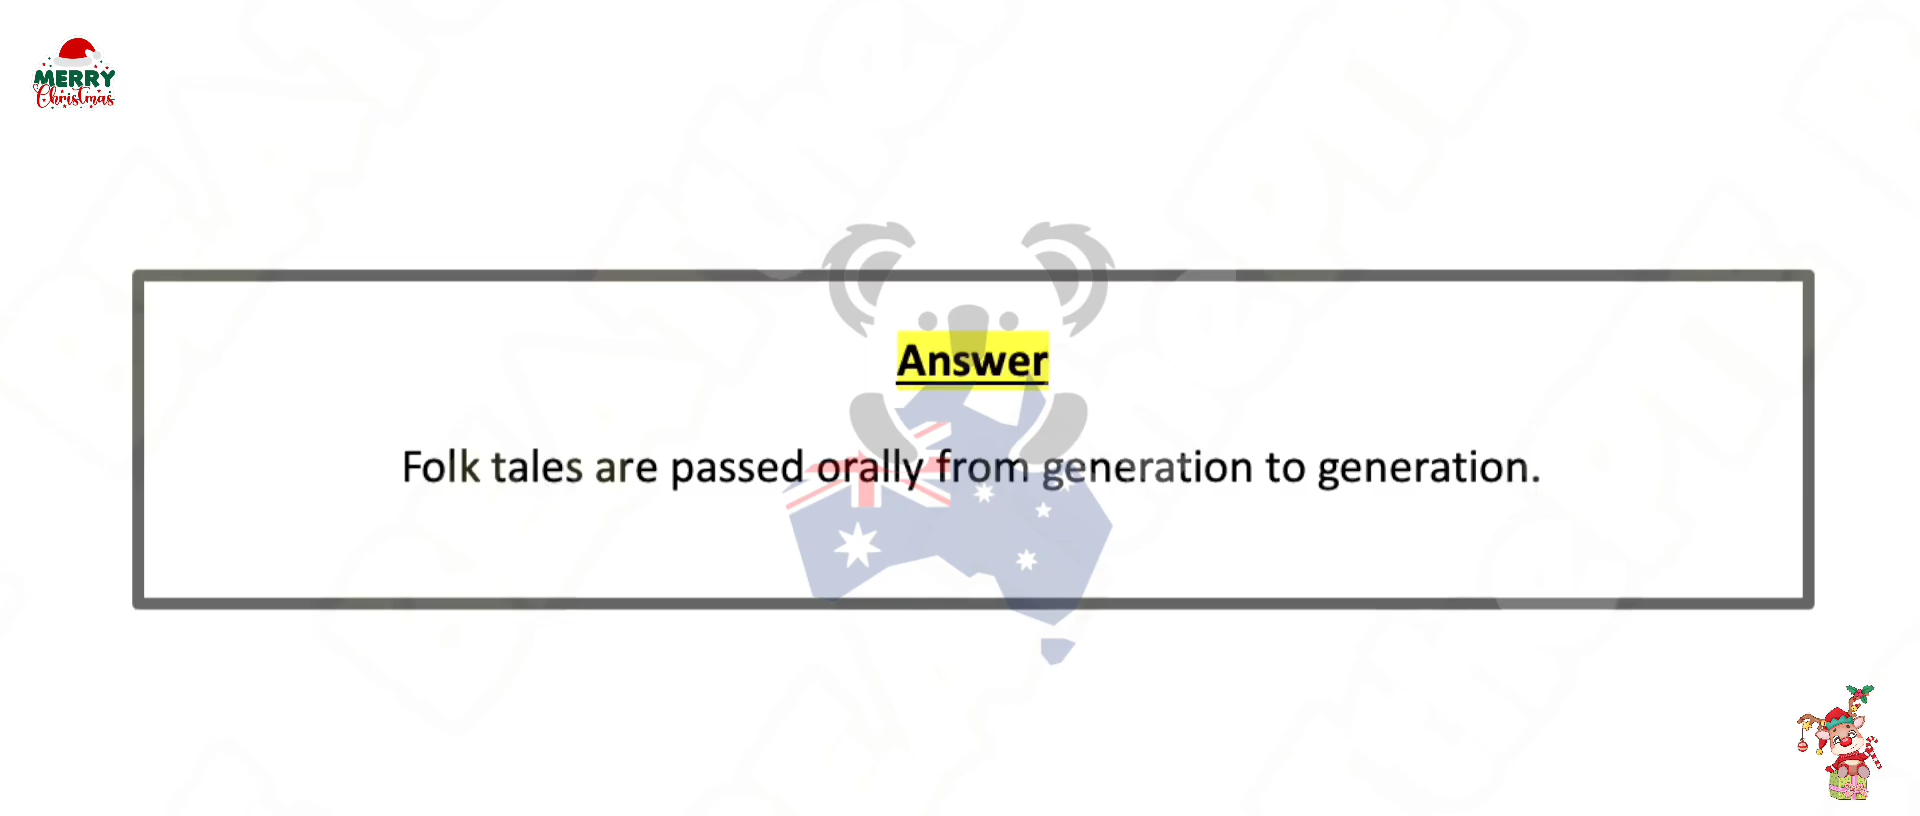 MERRY
Christmas
Answer
Folk tales are passed orally from generation to generation.